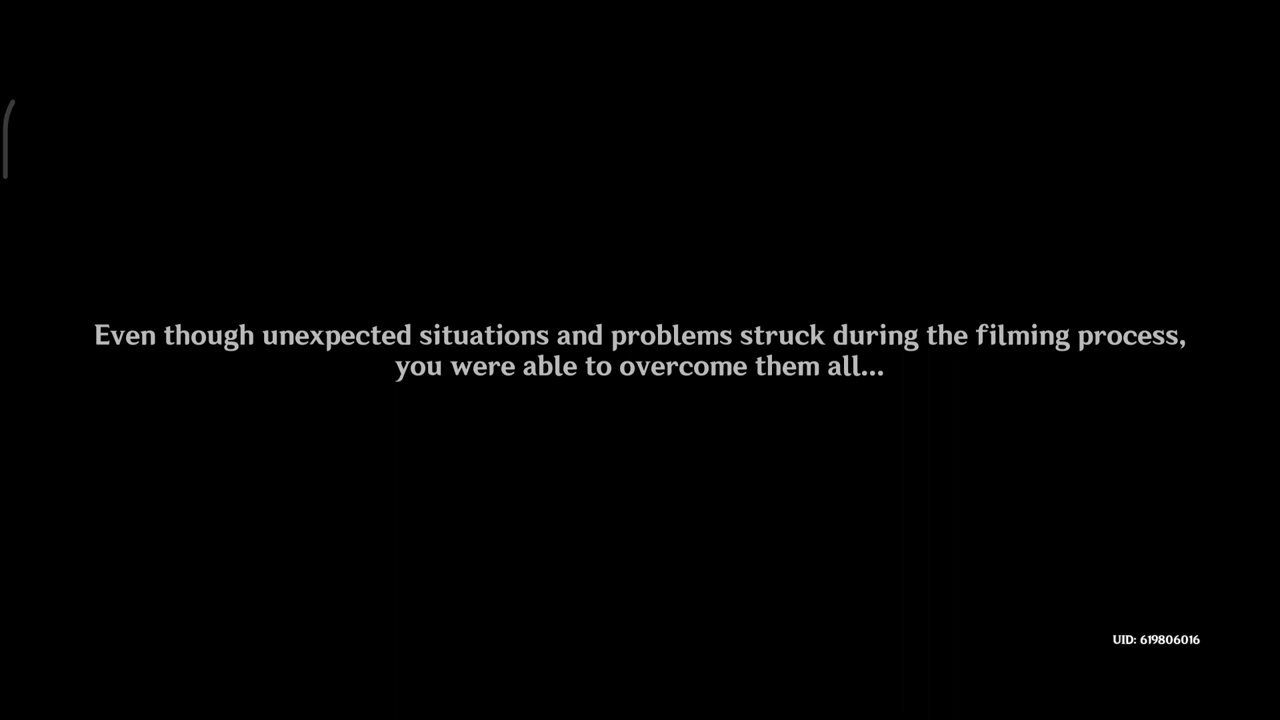 Even though unexpected situations and problems struck during the filming process,
you were able to overcome them all...
UID: 619806016